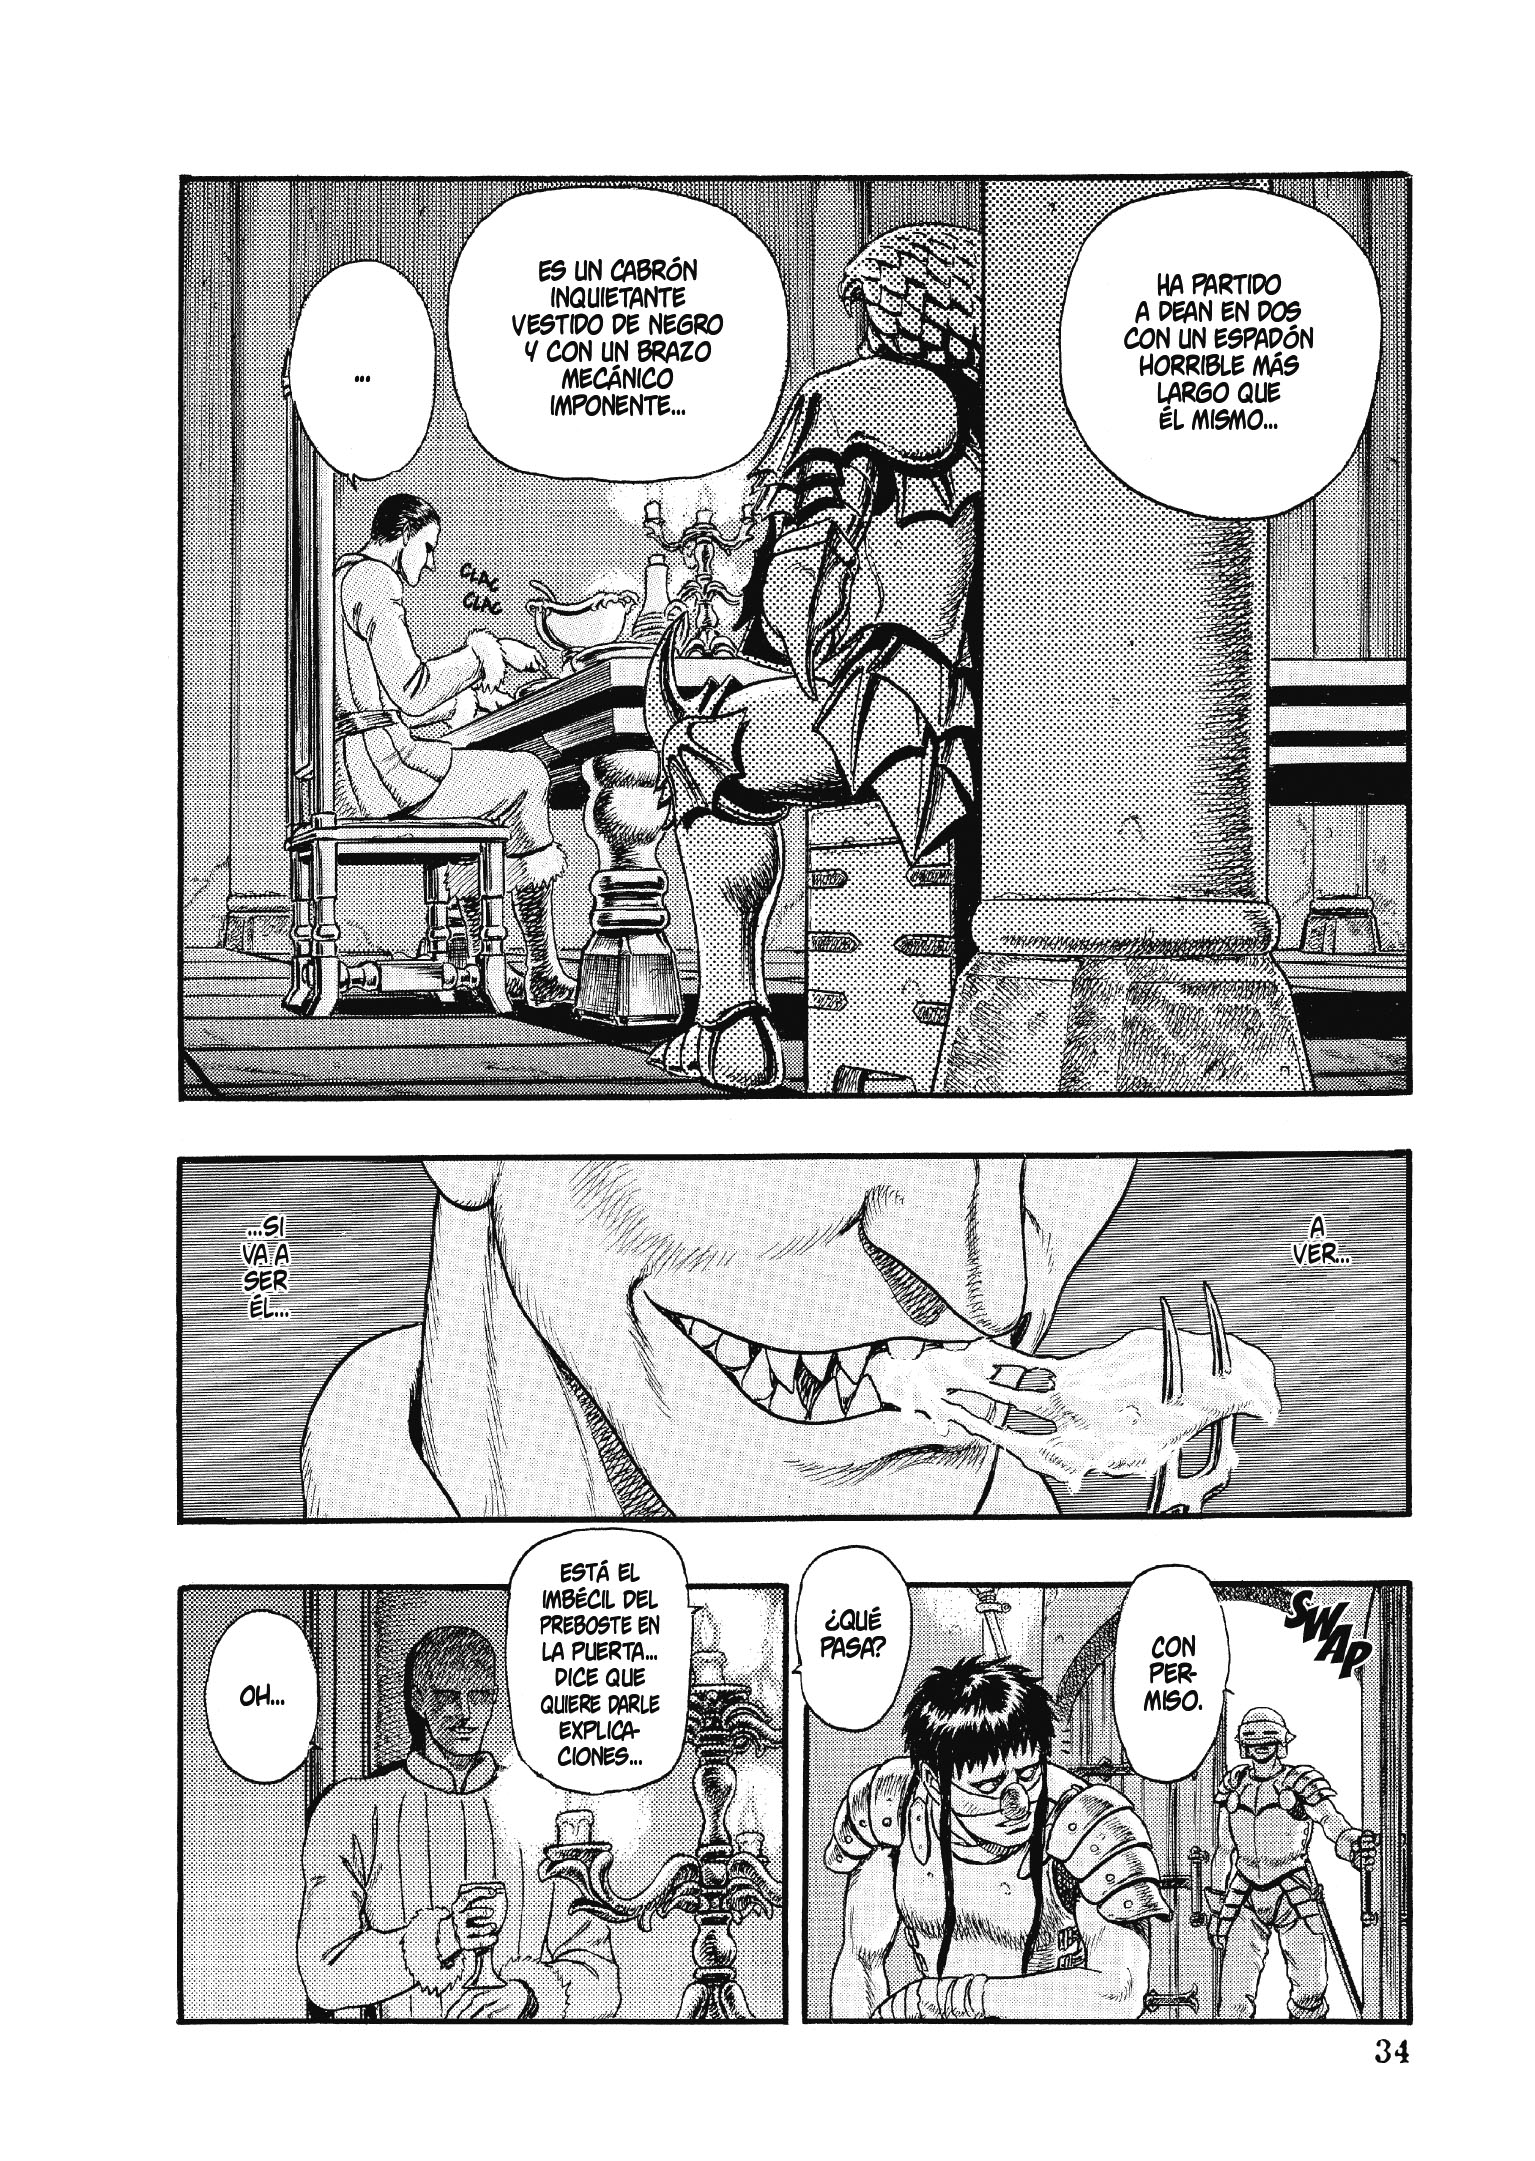 HA PARTIDO
A DEAN EN DOS
CON UN ESPADÓN
HORRIBLE MÁS
LARGO QUE
ÉL MISMO...
ES UN CABRÓN
INQUIETANTE
VESTIDO DE NEGRO
Y CON UN BRAZO
MECÁNICO
IMPONENTE...
...
CLAC
CLAC
A
VER...
...SI
VA A
SER
ÉL...
SWAP
CON
PER-
MISO.
¿QUÉ
PASA?
ESTÁ EL
IMBÉCIL DEL
PREBOSTE EN
LA PUERTA...
DICE QUE
QUIERE DARLE
EXPLICA-
CIONES...
OH...
34